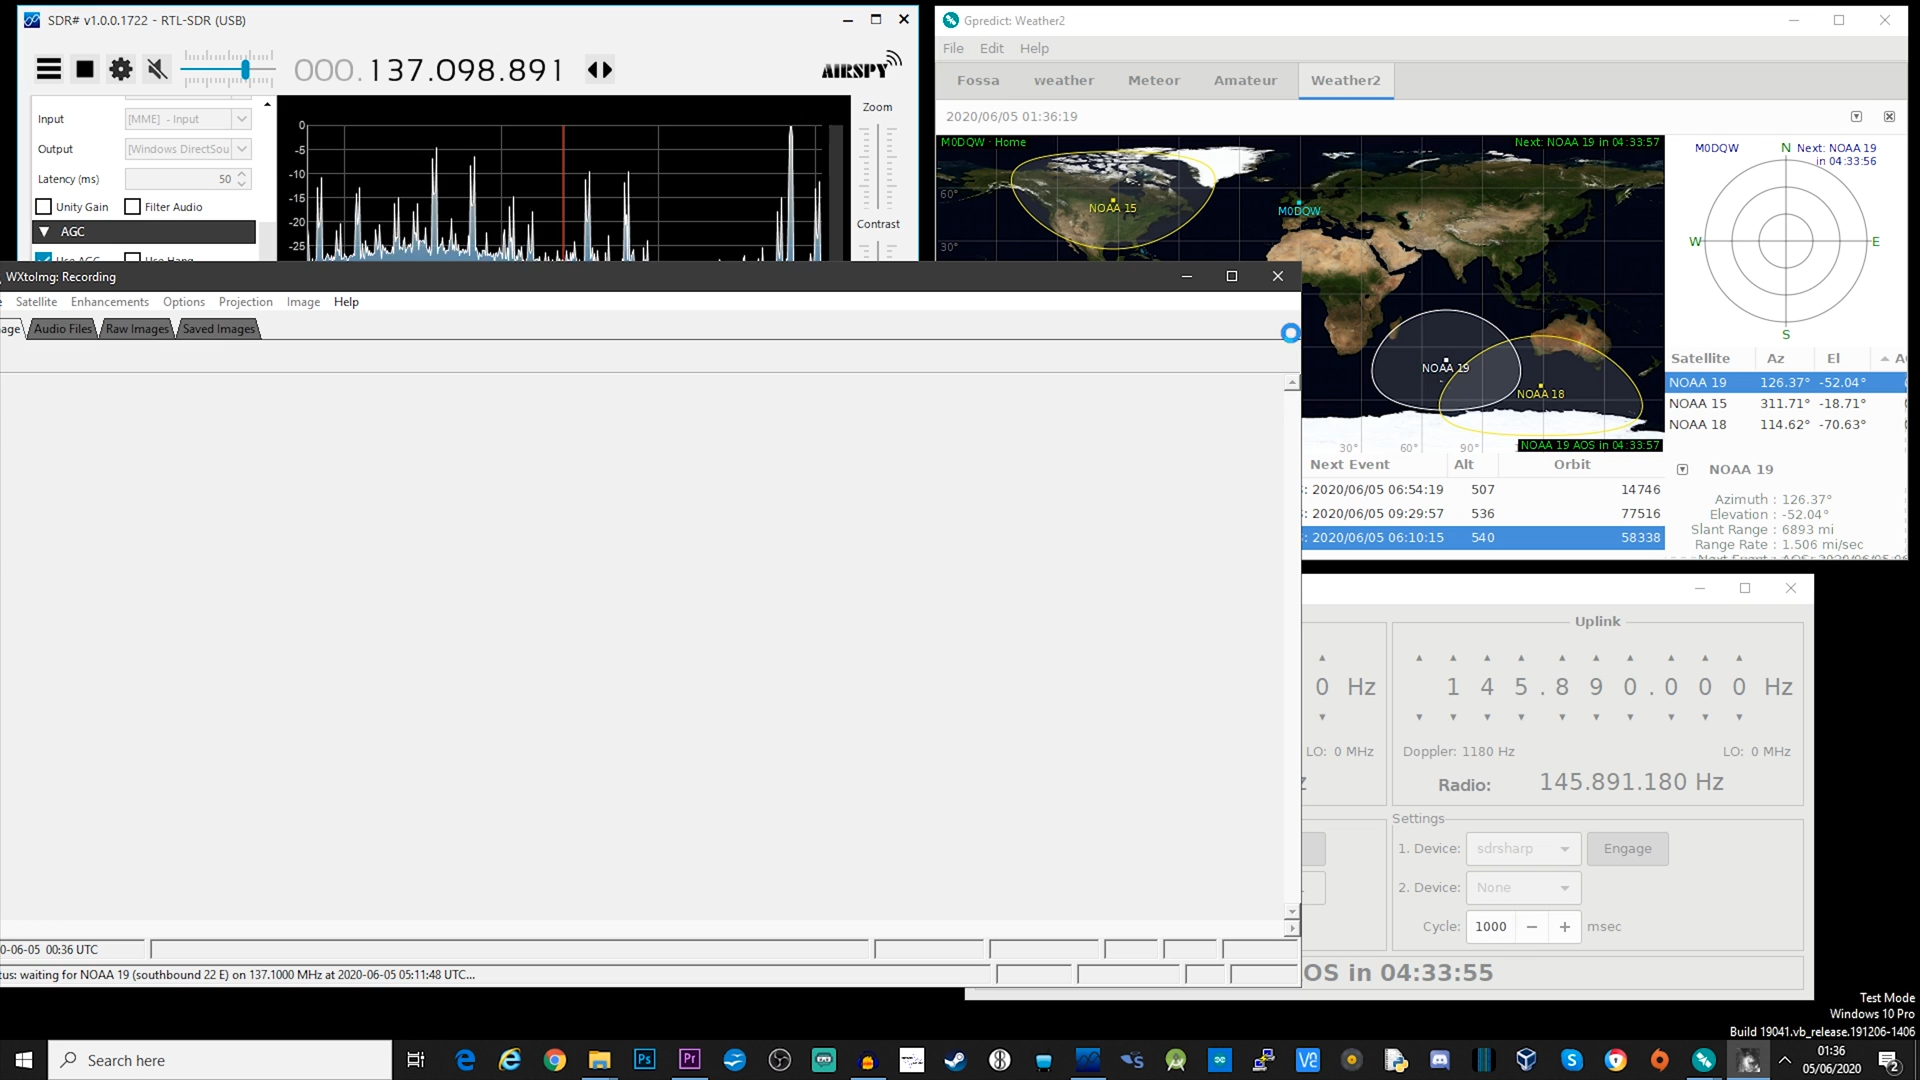 SDR# v1.0.0.1722 - RTL-SDR (USB)
000.137.098.891
AIRSPY
Input
[MME] - Input
Output
[Windows DirectSou
Latency (ms)
50
Unity Gain
Filter Audio
AGC
Use AGC
Use Hang
0
-5
-10
-15
-20
-25
Zoom
Contrast
Gpredict: Weather2
File Edit Help
Fossa weather Meteor Amateur Weather2
2020/06/05 01:36:19
M0DQW - Home
Next: NOAA 19 in 04:33:57
60°
30°
NOAA 15
M0DQW
NOAA 19
NOAA 18
30° 60° 90°
NOAA 19 AOS in 04:33:57
M0DQW
N
Next: NOAA 19
in 04:33:56
W
E
S
Satellite Az El
NOAA 19 126.37° -52.04°
NOAA 15 311.71° -18.71°
NOAA 18 114.62° -70.63°
Next Event Alt Orbit
: 2020/06/05 06:54:19 507 14746
: 2020/06/05 09:29:57 536 77516
: 2020/06/05 06:10:15 540 58338
NOAA 19
Azimuth : 126.37°
Elevation : -52.04°
Slant Range : 6893 mi
Range Rate : 1.506 mi/sec
WXtoImg: Recording
Satellite Enhancements Options Projection Image Help
age Audio Files Raw Images Saved Images
0-06-05 00:36 UTC
tus: waiting for NOAA 19 (southbound 22 E) on 137.1000 MHz at 2020-06-05 05:11:48 UTC...
Uplink
0 Hz
145.890.000 Hz
LO: 0 MHz
Doppler: 1180 Hz
LO: 0 MHz
z
Radio: 145.891.180 Hz
Settings
1. Device: sdrsharp Engage
2. Device: None
Cycle: 1000 − + msec
OS in 04:33:55
Test Mode
Windows 10 Pro
Build 19041.vb_release.191206-1406
Search here
Ps
Pr
01:36
05/06/2020
2